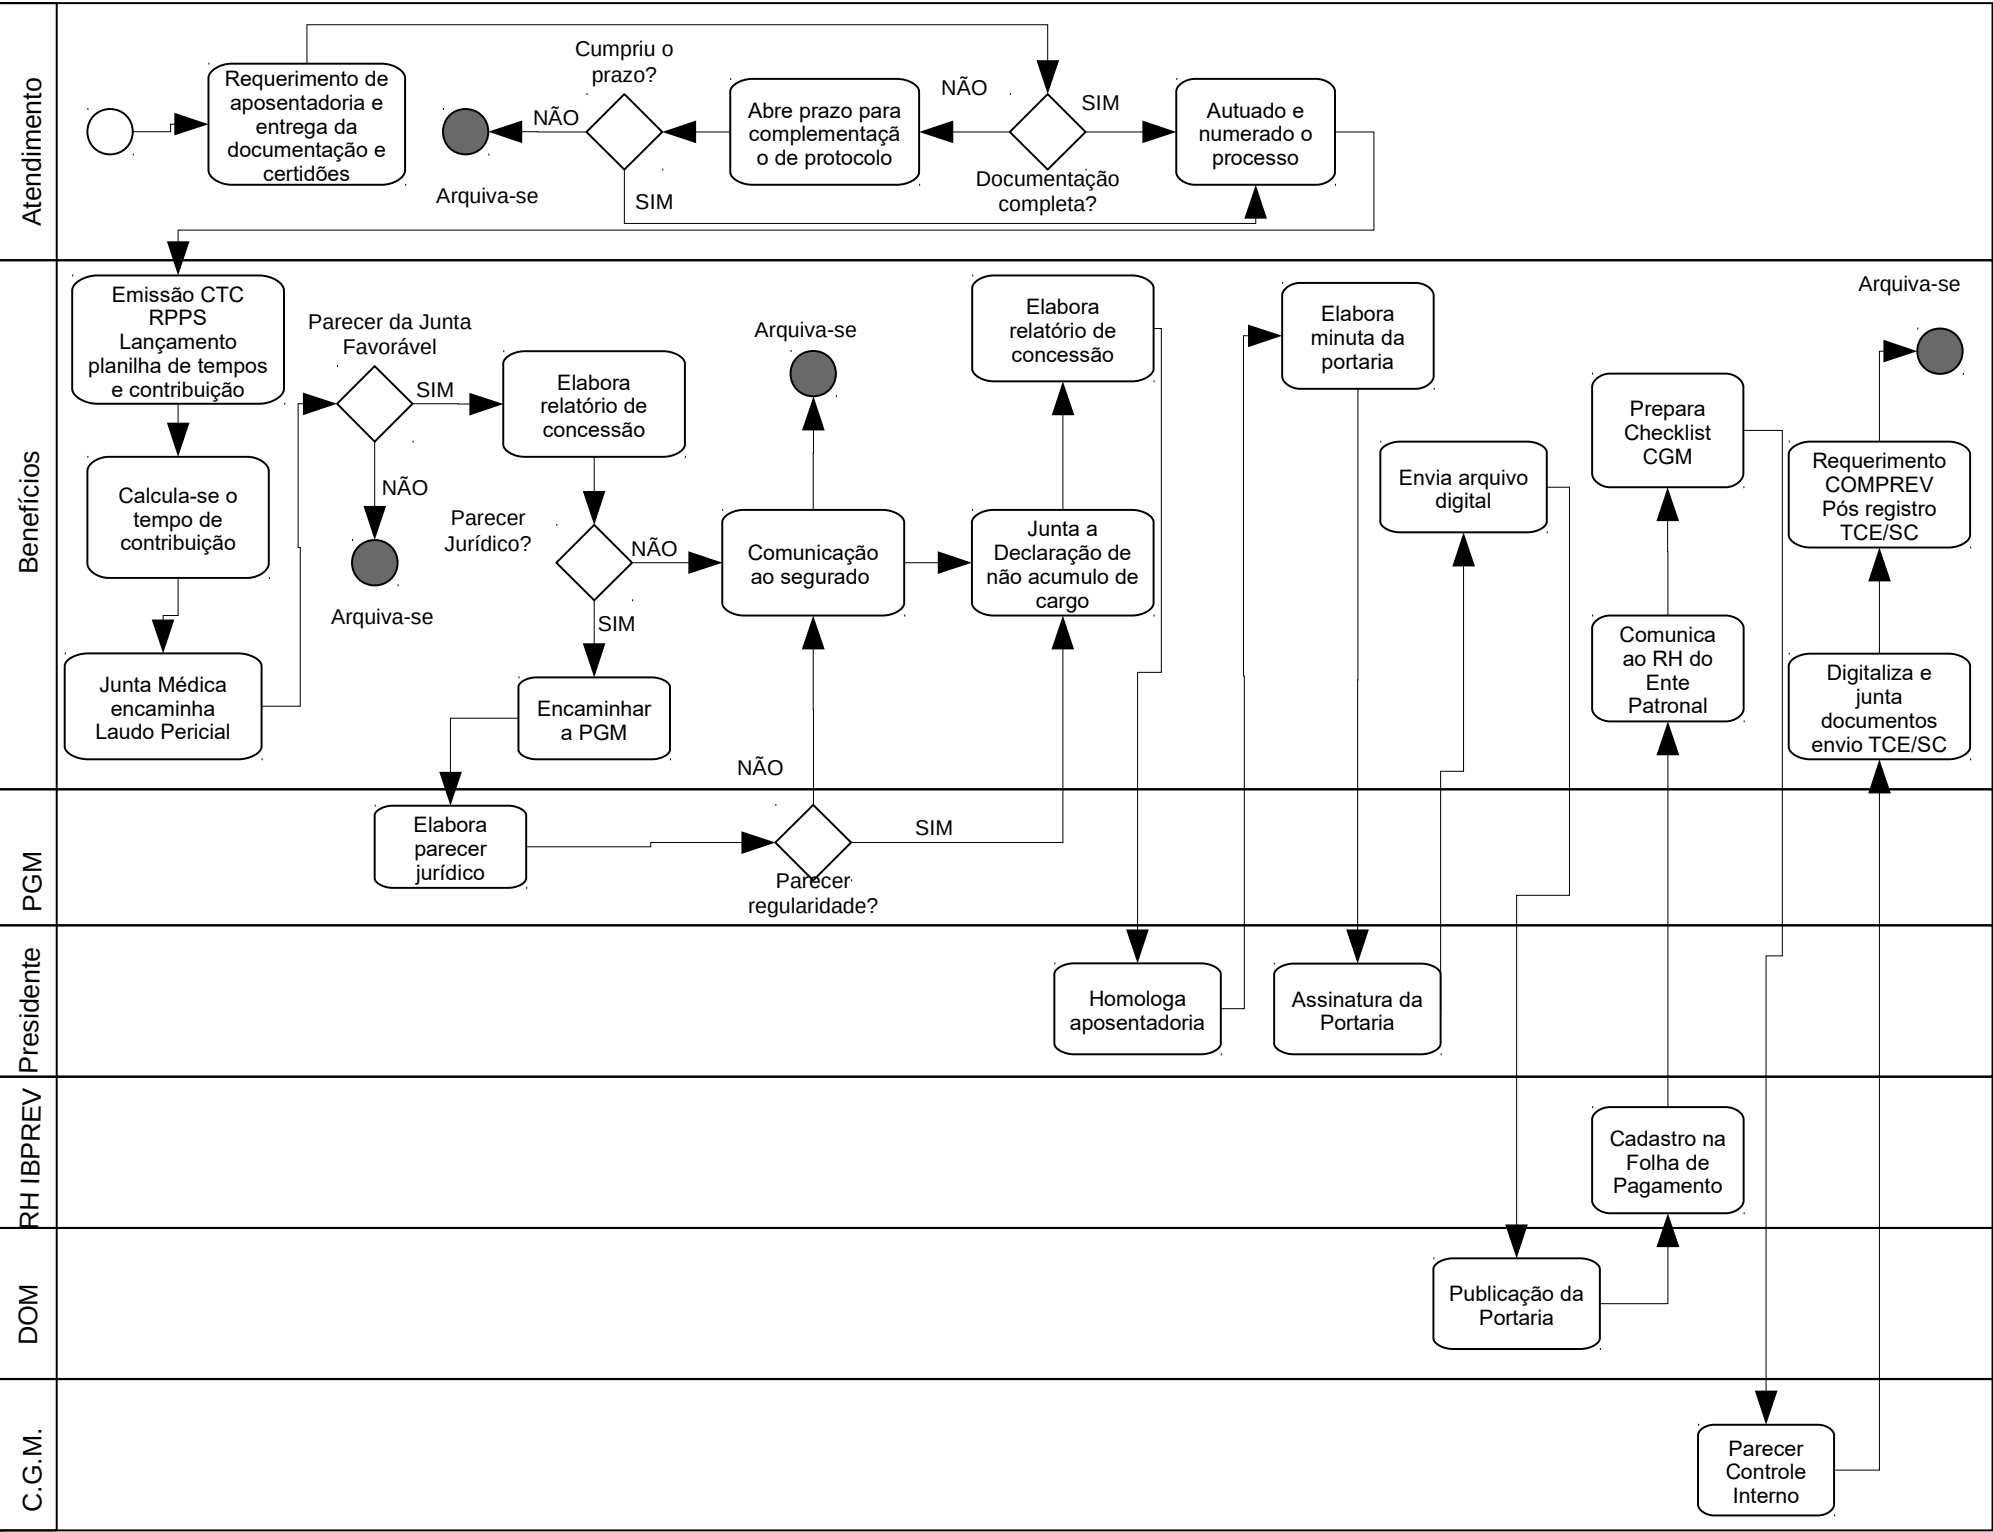 Atendimento
Requerimento de
aposentadoria e
entrega da
documentação e
certidões
Arquiva-se
NÃO
Cumpriu o
prazo?
SIM
Abre prazo para
complementaçã
o de protocolo
NÃO
Documentação
completa?
SIM
Autuado e
numerado o
processo
Benefícios
Emissão CTC
RPPS
Lançamento
planilha de tempos
e contribuição
Calcula-se o
tempo de
contribuição
Junta Médica
encaminha
Laudo Pericial
Parecer da Junta
Favorável
SIM
NÃO
Arquiva-se
Elabora
relatório de
concessão
Parecer
Jurídico?
NÃO
SIM
Encaminhar
a PGM
Arquiva-se
Comunicação
ao segurado
NÃO
Elabora
relatório de
concessão
Junta a
Declaração de
não acumulo de
cargo
Elabora
minuta da
portaria
Envia arquivo
digital
Prepara
Checklist
CGM
Comunica
ao RH do
Ente
Patronal
Arquiva-se
Requerimento
COMPREV
Pós registro
TCE/SC
Digitaliza e
junta
documentos
envio TCE/SC
PGM
Elabora
parecer
jurídico
Parecer
regularidade?
SIM
Presidente
Homologa
aposentadoria
Assinatura da
Portaria
RH IBPREV
Cadastro na
Folha de
Pagamento
DOM
Publicação da
Portaria
C.G.M.
Parecer
Controle
Interno